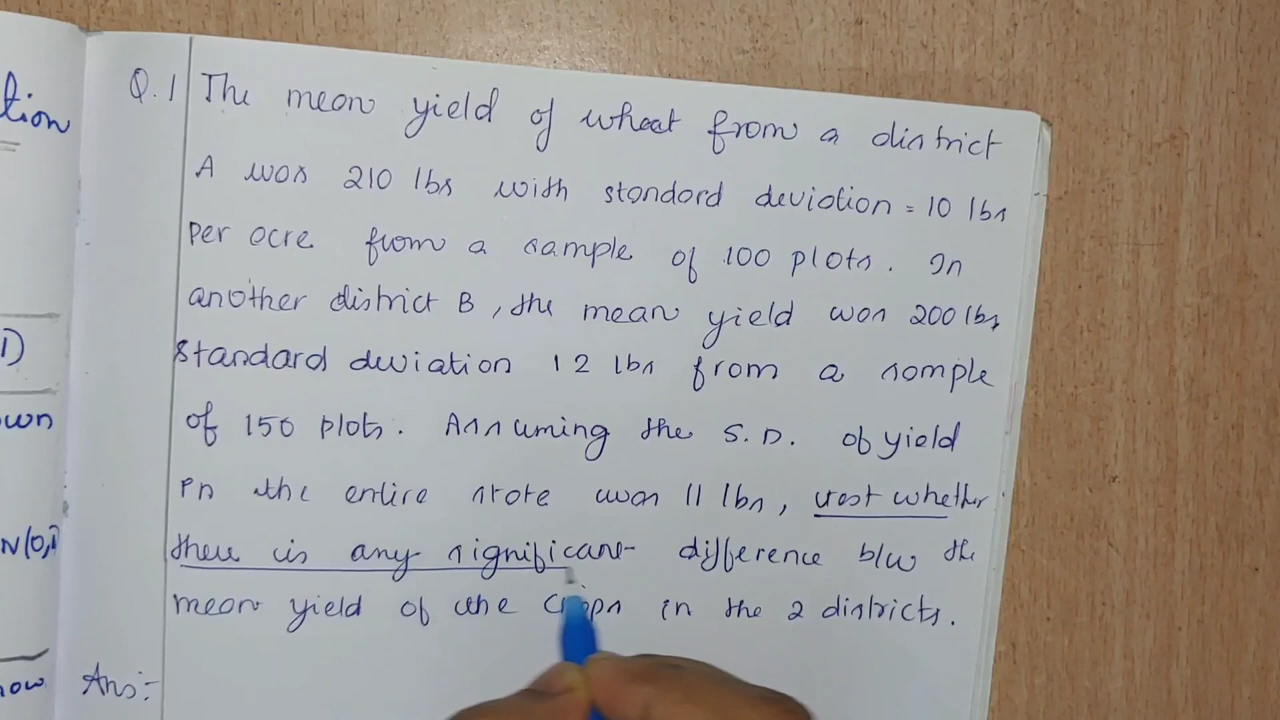 tion
Q.1 The mean yield of wheat from a district
A was 210 lbs with standard deviation = 10 lbs
per acre from a sample of 100 plots. In
another district B, the mean yield was 200 lbs
standard deviation 12 lbs from a sample
of 150 plots. Assuming the S.D. of yield
in the entire state was 11 lbs, test whether
there is any significant difference b/w the
mean yield of the crops in the 2 districts.
Ans:-
1)
own
N(0,1)
now